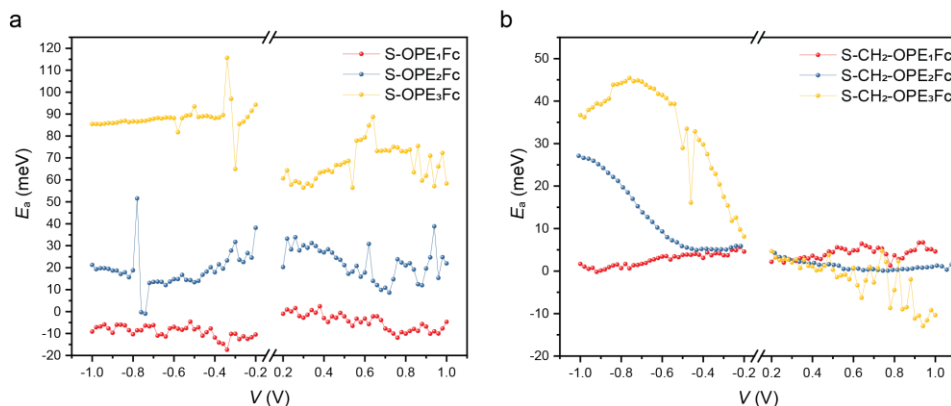 a
b
S-OPE₁Fc
S-OPE₂Fc
S-OPE₃Fc
S-CH₂-OPE₁Fc
S-CH₂-OPE₂Fc
S-CH₂-OPE₃Fc
Eₐ (meV)
125
120
110
100
90
80
70
60
50
40
30
20
10
0
-10
-20
-1.0 -0.8 -0.6 -0.4 -0.2 0.2 0.4 0.6 0.8 1.0
V (V)
Eₐ (meV)
50
40
30
20
10
0
-10
-20
-1.0 -0.8 -0.6 -0.4 -0.2 0.2 0.4 0.6 0.8 1.0
V (V)